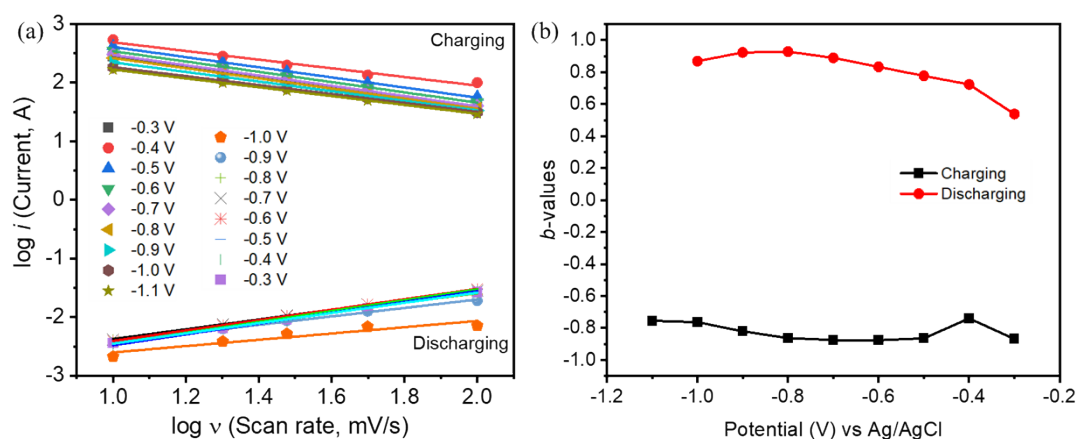 (a)
3
2
1
0
-1
-2
-3
log i (Current, A)
Charging
-0.3 V
-0.4 V
-0.5 V
-0.6 V
-0.7 V
-0.8 V
-0.9 V
-1.0 V
-1.1 V
-1.0 V
-0.9 V
-0.8 V
-0.7 V
-0.6 V
-0.5 V
-0.4 V
-0.3 V
Discharging
1.0 1.2 1.4 1.6 1.8 2.0
log ν (Scan rate, mV/s)
(b)
1.0
0.8
0.6
0.4
0.2
0.0
-0.2
-0.4
-0.6
-0.8
-1.0
b-values
Charging
Discharging
-1.2 -1.0 -0.8 -0.6 -0.4 -0.2
Potential (V) vs Ag/AgCl